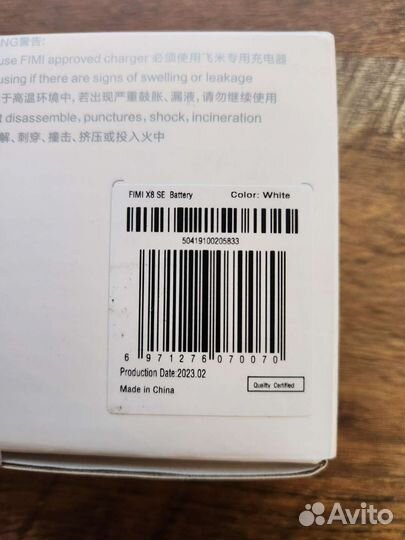 NG警告:
use FIMI approved charger 必须使用飞米专用充电器
using if there are signs of swelling or leakage
于高温环境中, 若出现严重鼓胀、漏液, 请勿继续使用
t disassemble, punctures, shock, incineration
解、刺穿、撞击、挤压或投入火中
FIMI X8 SE Battery Color: White
50419100205833
6 971276 070070
Production Date:2023.02
Made in China
Quality Certified
Avito